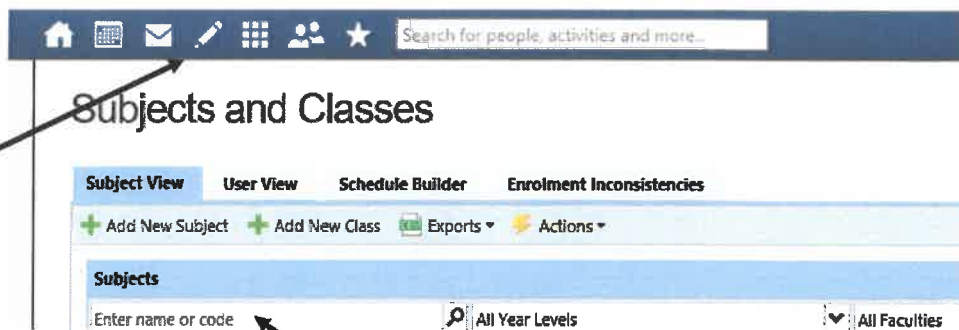 Search for people, activities and more...
Subjects and Classes
Subject View User View Schedule Builder Enrolment Inconsistencies
Add New Subject Add New Class Exports Actions
Subjects
Enter name or code All Year Levels All Faculties